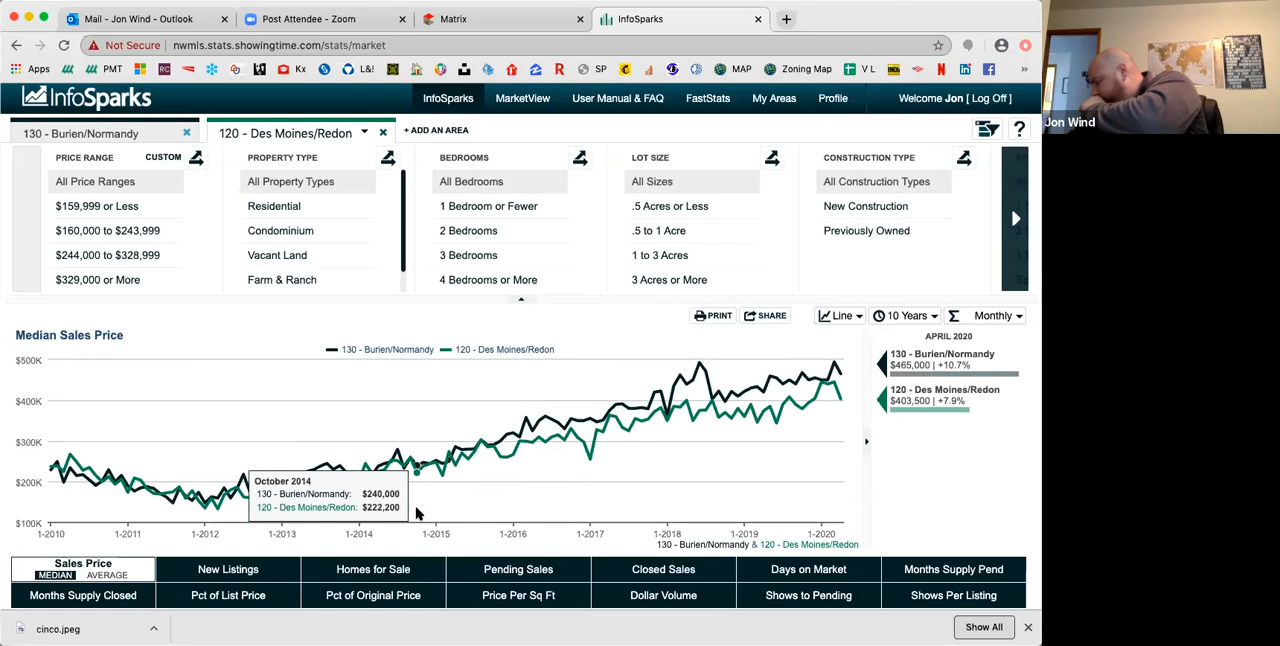 Mail - Jon Wind - Outlook
Post Attendee - Zoom
Matrix
InfoSparks
Not Secure
nwmls.stats.showingtime.com/stats/market
Apps PMT RC Kx L& SP MAP Zoning Map V L
InfoSparks
InfoSparks MarketView User Manual & FAQ FastStats My Areas Profile Welcome Jon [ Log Off ]
130 - Burien/Normandy
120 - Des Moines/Redon
+ ADD AN AREA
?
PRICE RANGE CUSTOM
All Price Ranges
$159,999 or Less
$160,000 to $243,999
$244,000 to $328,999
$329,000 or More
PROPERTY TYPE
All Property Types
Residential
Condominium
Vacant Land
Farm & Ranch
BEDROOMS
All Bedrooms
1 Bedroom or Fewer
2 Bedrooms
3 Bedrooms
4 Bedrooms or More
LOT SIZE
All Sizes
.5 Acres or Less
.5 to 1 Acre
1 to 3 Acres
3 Acres or More
CONSTRUCTION TYPE
All Construction Types
New Construction
Previously Owned
PRINT SHARE Line 10 Years Σ Monthly
Median Sales Price
130 - Burien/Normandy 120 - Des Moines/Redon
$500K
$400K
$300K
$200K
$100K
October 2014
130 - Burien/Normandy: $240,000
120 - Des Moines/Redon: $222,200
1-2010 1-2011 1-2012 1-2013 1-2014 1-2015 1-2016 1-2017 1-2018 1-2019 1-2020
130 - Burien/Normandy & 120 - Des Moines/Redon
APRIL 2020
130 - Burien/Normandy
$465,000 | +10.7%
120 - Des Moines/Redon
$403,500 | +7.9%
Sales Price
MEDIAN AVERAGE
New Listings
Homes for Sale
Pending Sales
Closed Sales
Days on Market
Months Supply Pend
Months Supply Closed
Pct of List Price
Pct of Original Price
Price Per Sq Ft
Dollar Volume
Shows to Pending
Shows Per Listing
cinco.jpeg
Show All
Jon Wind